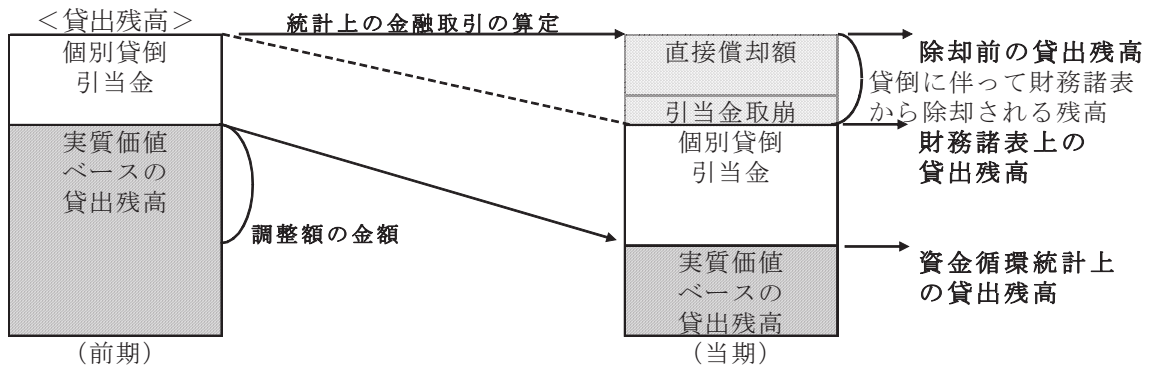 <貸出残高>
統計上の金融取引の算定
個別貸倒
引当金
実質価値
ベースの
貸出残高
調整額の金額
(前期)
直接償却額
引当金取崩
個別貸倒
引当金
実質価値
ベースの
貸出残高
(当期)
除却前の貸出残高
貸倒に伴って財務諸表
から除却される残高
財務諸表上の
貸出残高
資金循環統計上
の貸出残高